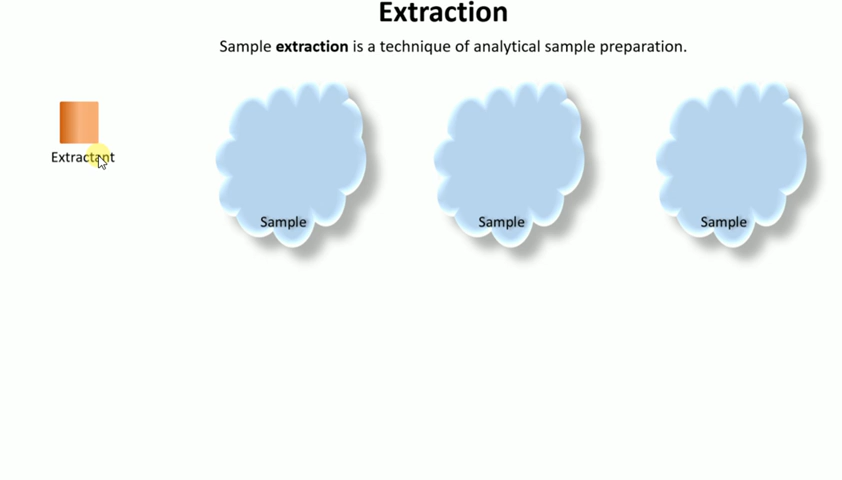 Extraction
Sample extraction is a technique of analytical sample preparation.
Extractant
Sample
Sample
Sample